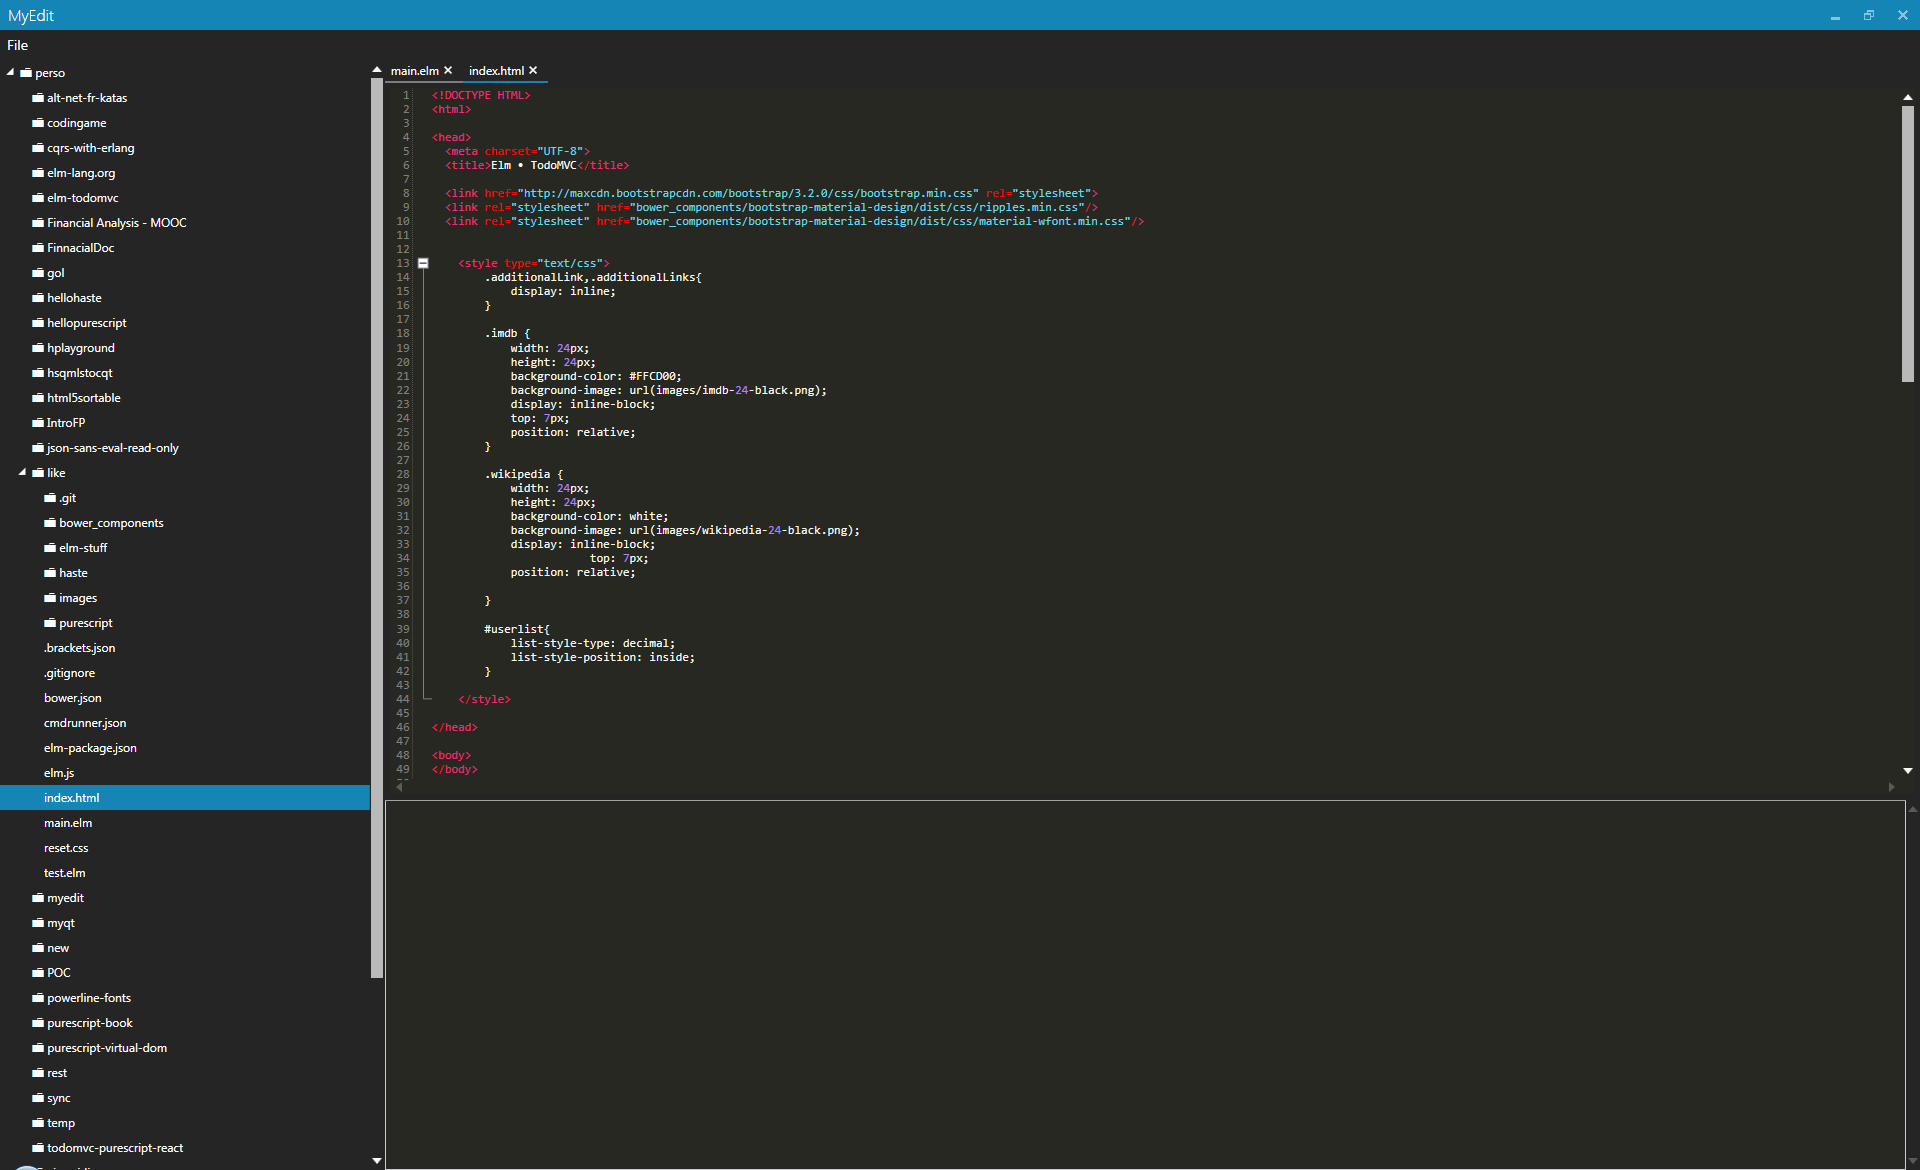 MyEdit
File
perso
alt-net-fr-katas
codingame
cqrs-with-erlang
elm-lang.org
elm-todomvc
Financial Analysis - MOOC
FinnacialDoc
gol
hellohaste
hellopurescript
hplayground
hsqmlstocqt
html5sortable
IntroFP
json-sans-eval-read-only
like
.git
bower_components
elm-stuff
haste
images
purescript
.brackets.json
.gitignore
bower.json
cmdrunner.json
elm-package.json
elm.js
index.html
main.elm
reset.css
test.elm
myedit
myqt
new
POC
powerline-fonts
purescript-book
purescript-virtual-dom
rest
sync
temp
todomvc-purescript-react
main.elm index.html
1 <!DOCTYPE HTML>
2 <html>
3
4 <head>
5 <meta charset="UTF-8">
6 <title>Elm • TodoMVC</title>
7
8 <link href="http://maxcdn.bootstrapcdn.com/bootstrap/3.2.0/css/bootstrap.min.css" rel="stylesheet">
9 <link rel="stylesheet" href="bower_components/bootstrap-material-design/dist/css/ripples.min.css"/>
10 <link rel="stylesheet" href="bower_components/bootstrap-material-design/dist/css/material-wfont.min.css"/>
11
12
13 <style type="text/css">
14 .additionalLink,.additionalLinks{
15 display: inline;
16 }
17
18 .imdb {
19 width: 24px;
20 height: 24px;
21 background-color: #FFCD00;
22 background-image: url(images/imdb-24-black.png);
23 display: inline-block;
24 top: 7px;
25 position: relative;
26 }
27
28 .wikipedia {
29 width: 24px;
30 height: 24px;
31 background-color: white;
32 background-image: url(images/wikipedia-24-black.png);
33 display: inline-block;
34 top: 7px;
35 position: relative;
36
37 }
38
39 #userlist{
40 list-style-type: decimal;
41 list-style-position: inside;
42 }
43
44 </style>
45
46 </head>
47
48 <body>
49 </body>